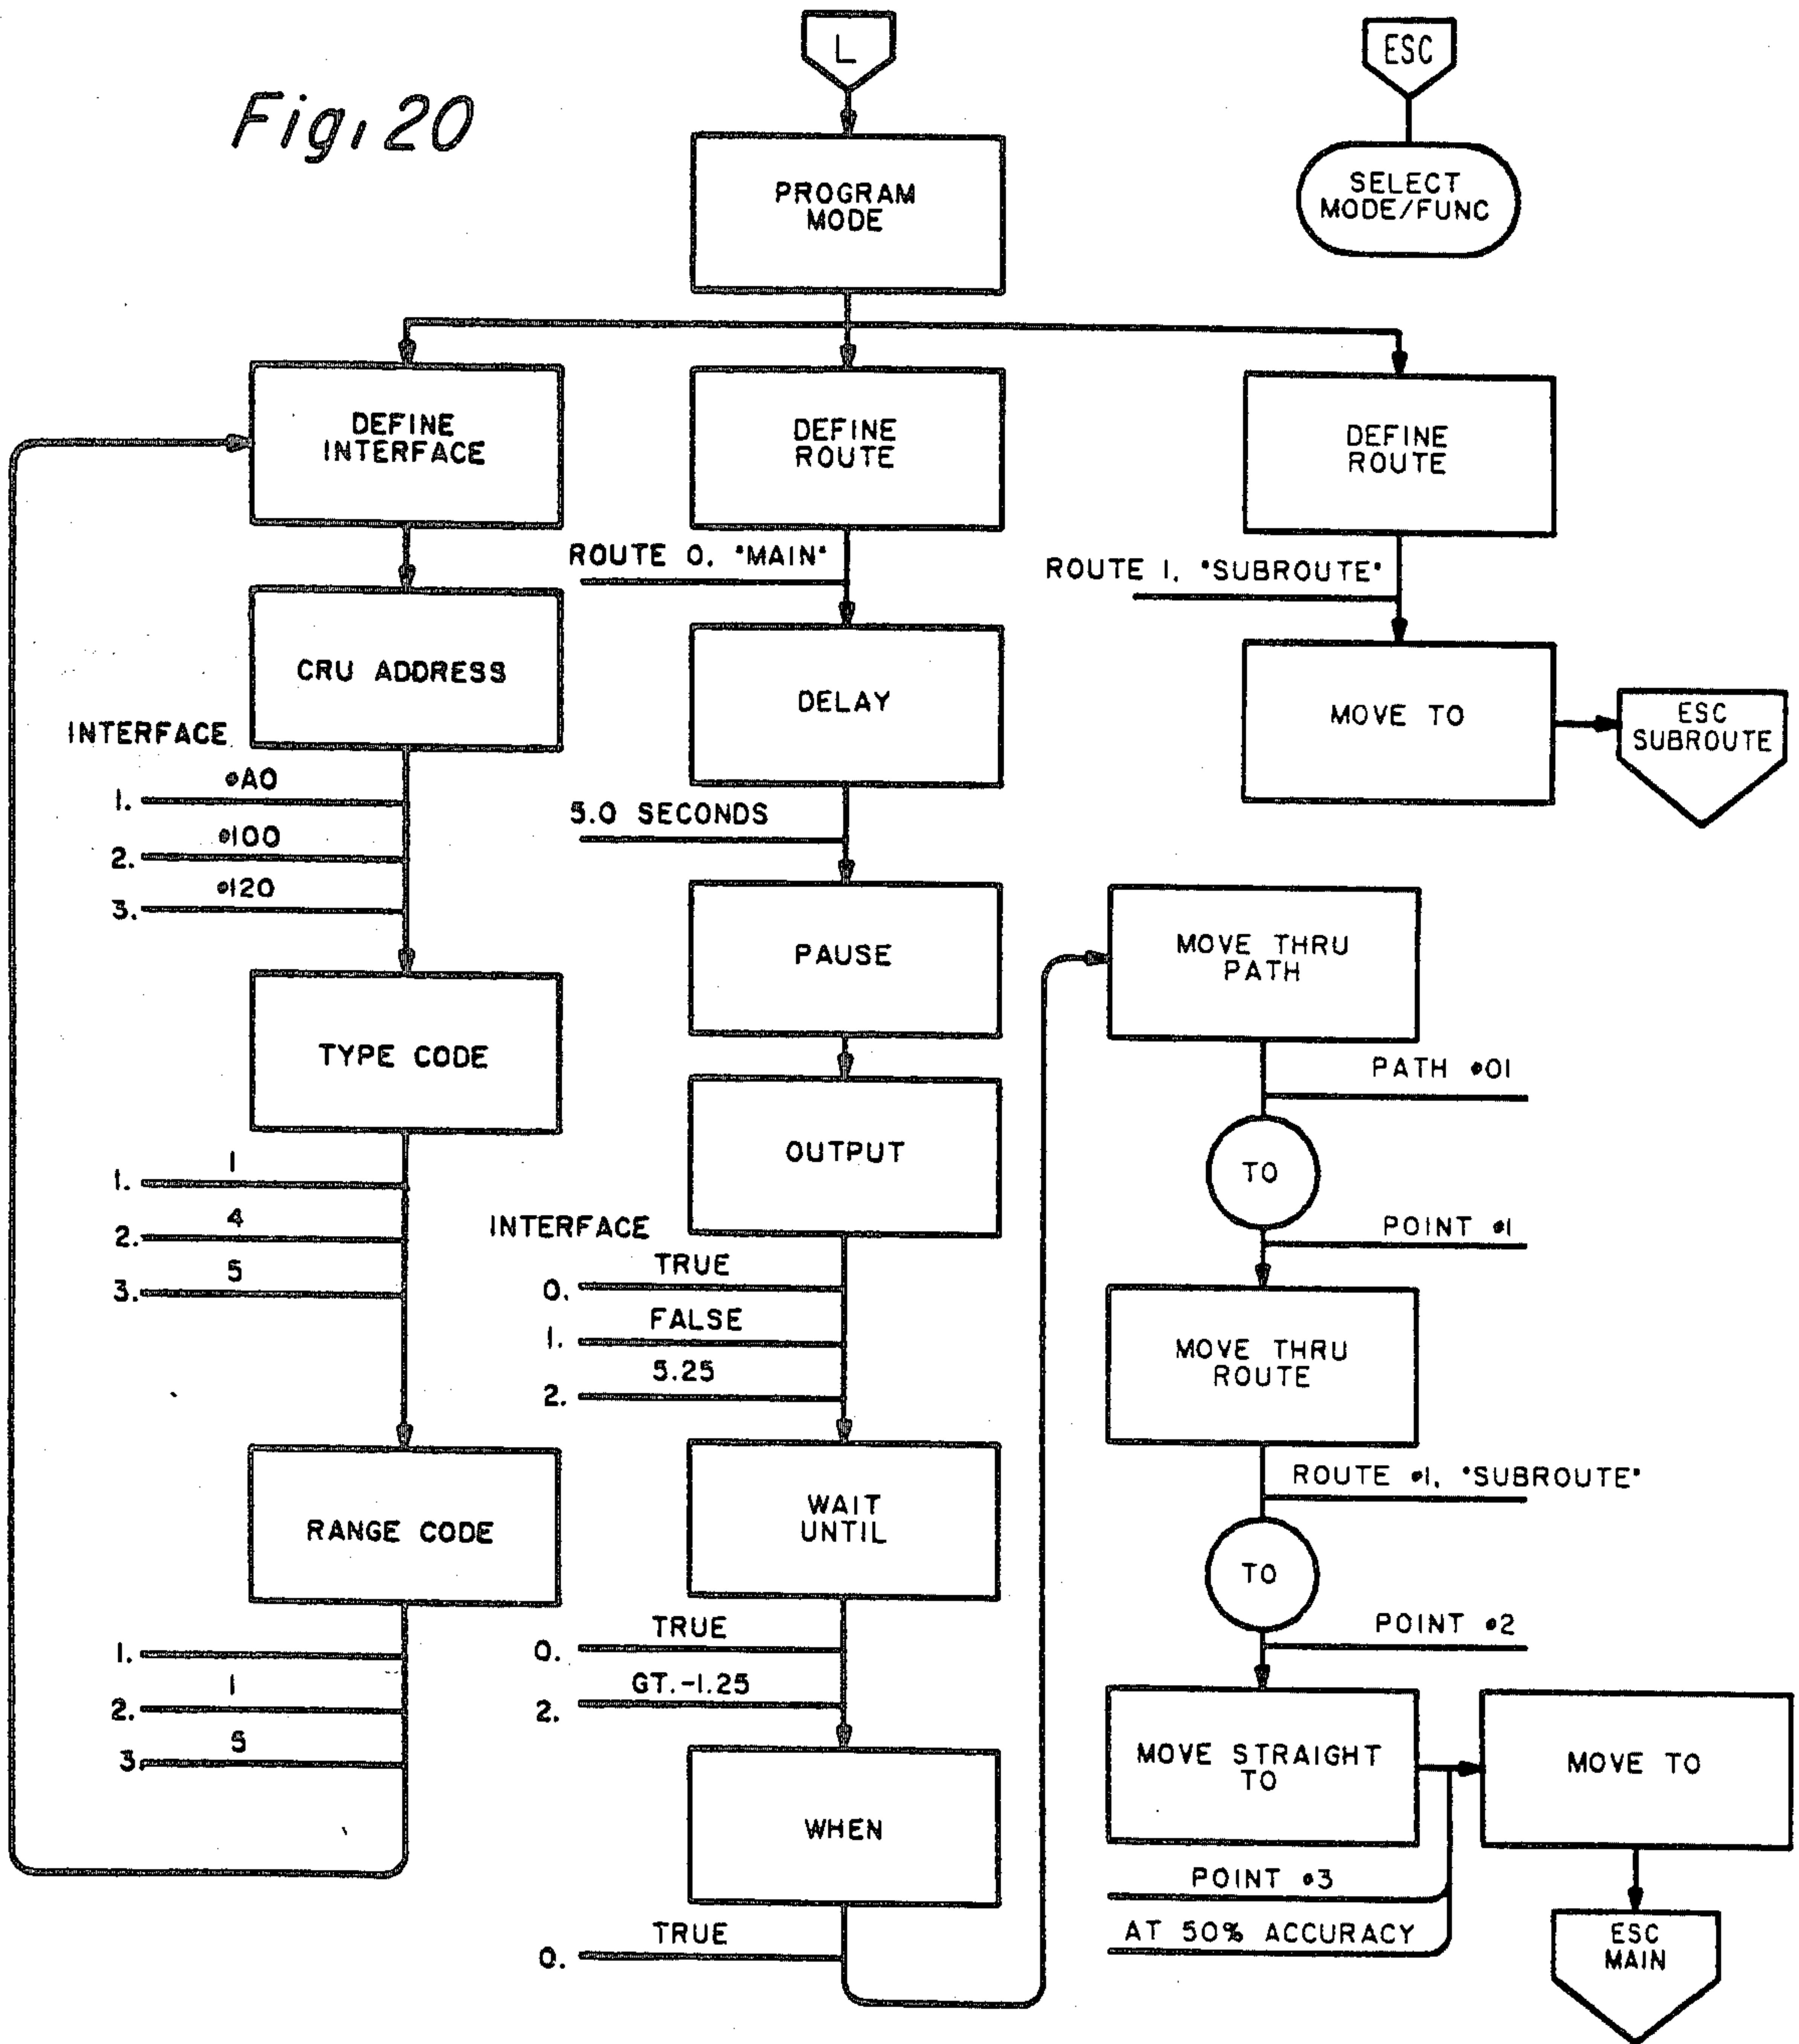 Fig. 20
L
ESC
SELECT
MODE/FUNC
PROGRAM
MODE
DEFINE
INTERFACE
CRU ADDRESS
INTERFACE
1. #A0
2. #100
3. #120
TYPE CODE
1. 1
2. 4
3. 5
RANGE CODE
1.
2. 1
3. 5
DEFINE
ROUTE
ROUTE 0. "MAIN"
DELAY
5.0 SECONDS
PAUSE
OUTPUT
INTERFACE
0. TRUE
1. FALSE
2. 5.25
WAIT
UNTIL
0. TRUE
2. GT.-1.25
WHEN
0. TRUE
DEFINE
ROUTE
ROUTE 1, "SUBROUTE"
MOVE TO
ESC
SUBROUTE
MOVE THRU
PATH
PATH #01
TO
POINT #1
MOVE THRU
ROUTE
ROUTE #1, "SUBROUTE"
TO
POINT #2
MOVE STRAIGHT
TO
POINT #3
AT 50% ACCURACY
MOVE TO
ESC
MAIN